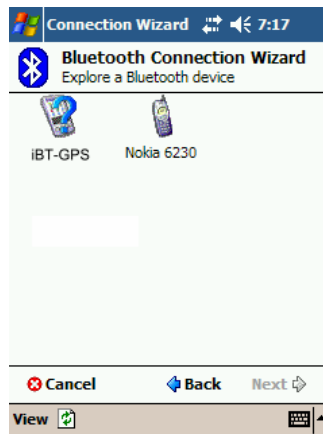 Connection Wizard 7:17
Bluetooth Connection Wizard
Explore a Bluetooth device
iBT-GPS Nokia 6230
Cancel Back Next
View